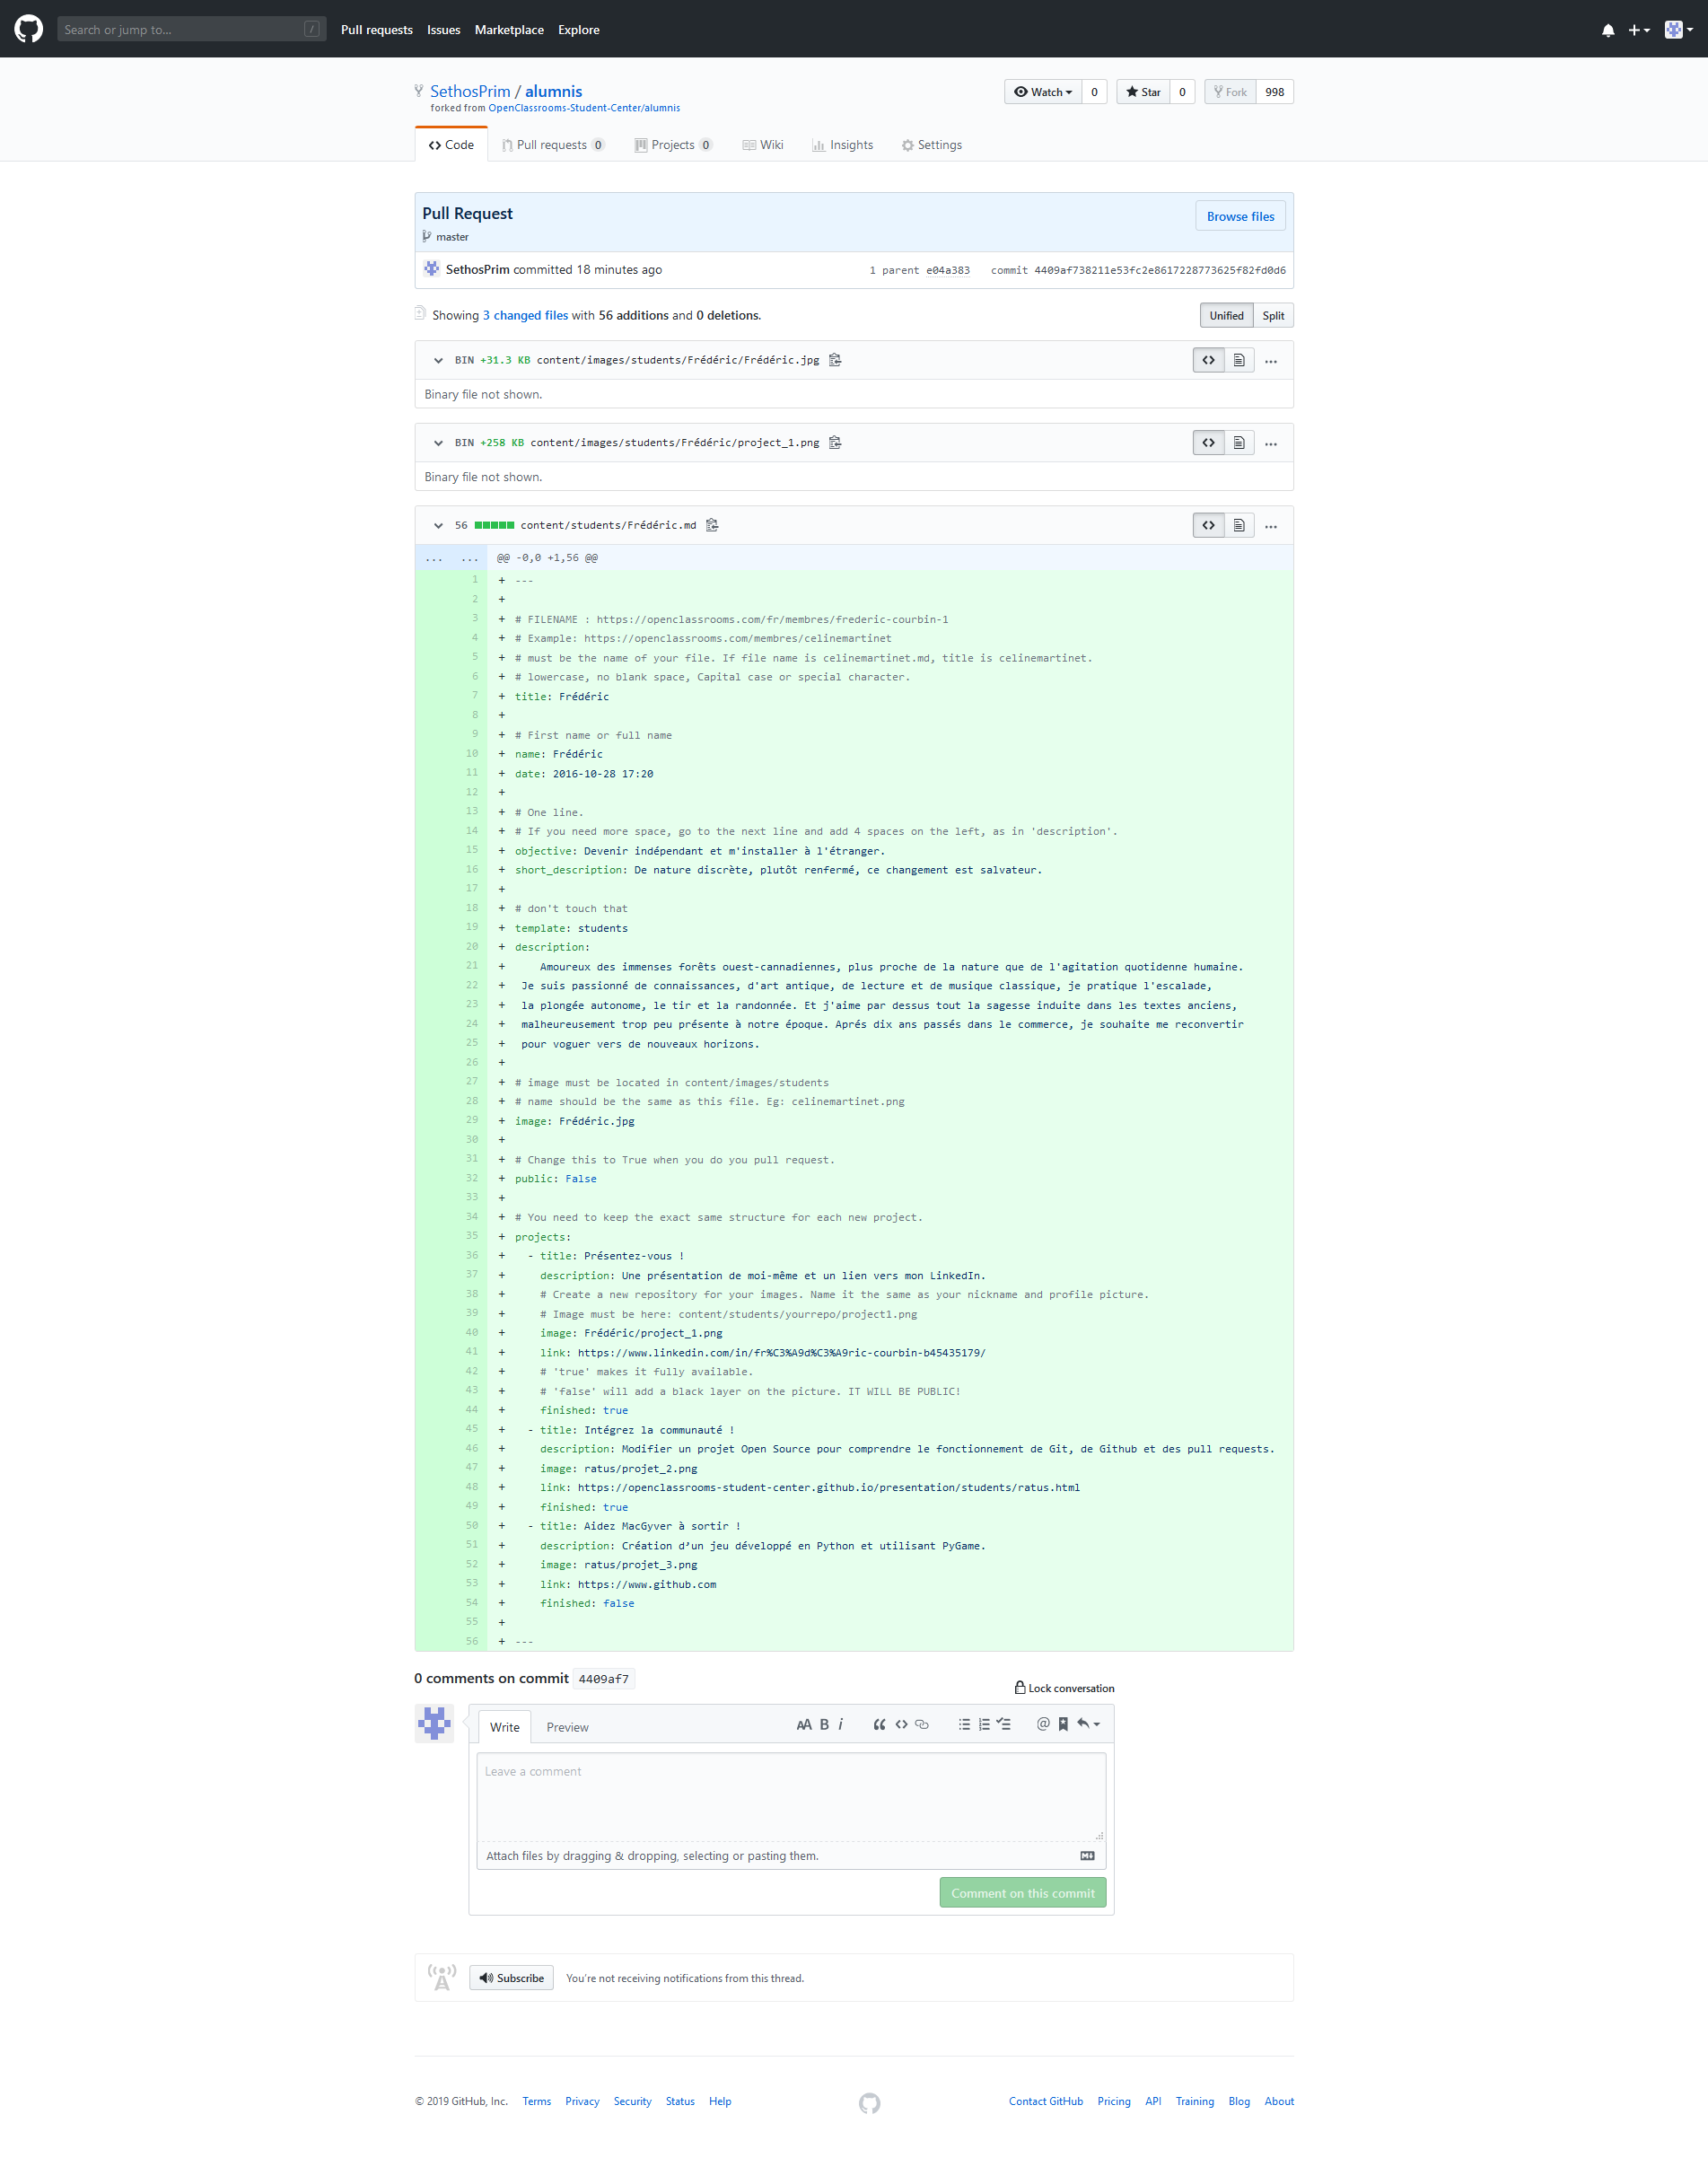 Search or jump to... /
Pull requests Issues Marketplace Explore
SethosPrim / alumnis
forked from OpenClassrooms-Student-Center/alumnis
Watch 0 Star 0 Fork 998
Code Pull requests 0 Projects 0 Wiki Insights Settings
Pull Request
Browse files
master
SethosPrim committed 18 minutes ago 1 parent e04a383 commit 4409af738211e53fc2e8617228773625f82fd0d6
Showing 3 changed files with 56 additions and 0 deletions.
Unified Split
BIN +31.3 KB content/images/students/Frédéric/Frédéric.jpg
Binary file not shown.
BIN +258 KB content/images/students/Frédéric/project_1.png
Binary file not shown.
56 content/students/Frédéric.md
... ... @@ -0,0 +1,56 @@
1 + ---
2 +
3 + # FILENAME : https://openclassrooms.com/fr/membres/frederic-courbin-1
4 + # Example: https://openclassrooms.com/membres/celinemartinet
5 + # must be the name of your file. If file name is celinemartinet.md, title is celinemartinet.
6 + # lowercase, no blank space, Capital case or special character.
7 + title: Frédéric
8 +
9 + # First name or full name
10 + name: Frédéric
11 + date: 2016-10-28 17:20
12 +
13 + # One line.
14 + # If you need more space, go to the next line and add 4 spaces on the left, as in 'description'.
15 + objective: Devenir indépendant et m'installer à l'étranger.
16 + short_description: De nature discrète, plutôt renfermé, ce changement est salvateur.
17 +
18 + # don't touch that
19 + template: students
20 + description:
21 + Amoureux des immenses forêts ouest-cannadiennes, plus proche de la nature que de l'agitation quotidenne humaine.
22 + Je suis passionné de connaissances, d'art antique, de lecture et de musique classique, je pratique l'escalade,
23 + la plongée autonome, le tir et la randonnée. Et j'aime par dessus tout la sagesse induite dans les textes anciens,
24 + malheureusement trop peu présente à notre époque. Aprés dix ans passés dans le commerce, je souhaite me reconvertir
25 + pour voguer vers de nouveaux horizons.
26 +
27 + # image must be located in content/images/students
28 + # name should be the same as this file. Eg: celinemartinet.png
29 + image: Frédéric.jpg
30 +
31 + # Change this to True when you do you pull request.
32 + public: False
33 +
34 + # You need to keep the exact same structure for each new project.
35 + projects:
36 + - title: Présentez-vous !
37 + description: Une présentation de moi-même et un lien vers mon LinkedIn.
38 + # Create a new repository for your images. Name it the same as your nickname and profile picture.
39 + # Image must be here: content/students/yourrepo/project1.png
40 + image: Frédéric/project_1.png
41 + link: https://www.linkedin.com/in/fr%C3%A9d%C3%A9ric-courbin-b45435179/
42 + # 'true' makes it fully available.
43 + # 'false' will add a black layer on the picture. IT WILL BE PUBLIC!
44 + finished: true
45 + - title: Intégrez la communauté !
46 + description: Modifier un projet Open Source pour comprendre le fonctionnement de Git, de Github et des pull requests.
47 + image: ratus/projet_2.png
48 + link: https://openclassrooms-student-center.github.io/presentation/students/ratus.html
49 + finished: true
50 + - title: Aidez MacGyver à sortir !
51 + description: Création d’un jeu développé en Python et utilisant PyGame.
52 + image: ratus/projet_3.png
53 + link: https://www.github.com
54 + finished: false
55 +
56 + ---
0 comments on commit 4409af7
Lock conversation
Write Preview
Leave a comment
Attach files by dragging & dropping, selecting or pasting them.
Comment on this commit
Subscribe You're not receiving notifications from this thread.
© 2019 GitHub, Inc. Terms Privacy Security Status Help Contact GitHub Pricing API Training Blog About